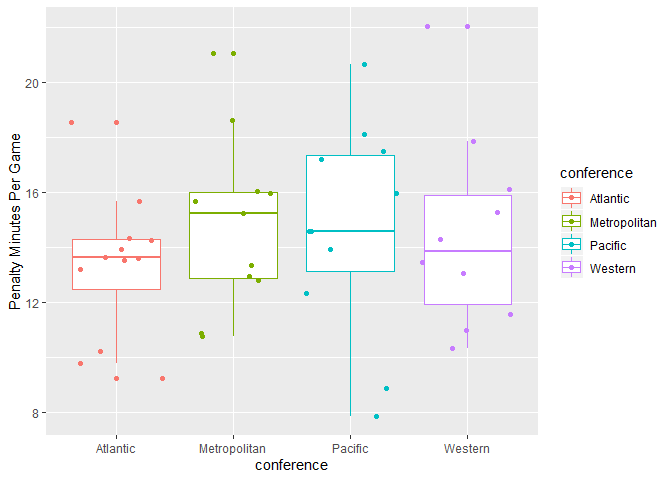 Penalty Minutes Per Game
20
16
12
8
Atlantic Metropolitan Pacific Western
conference
conference
Atlantic
Metropolitan
Pacific
Western